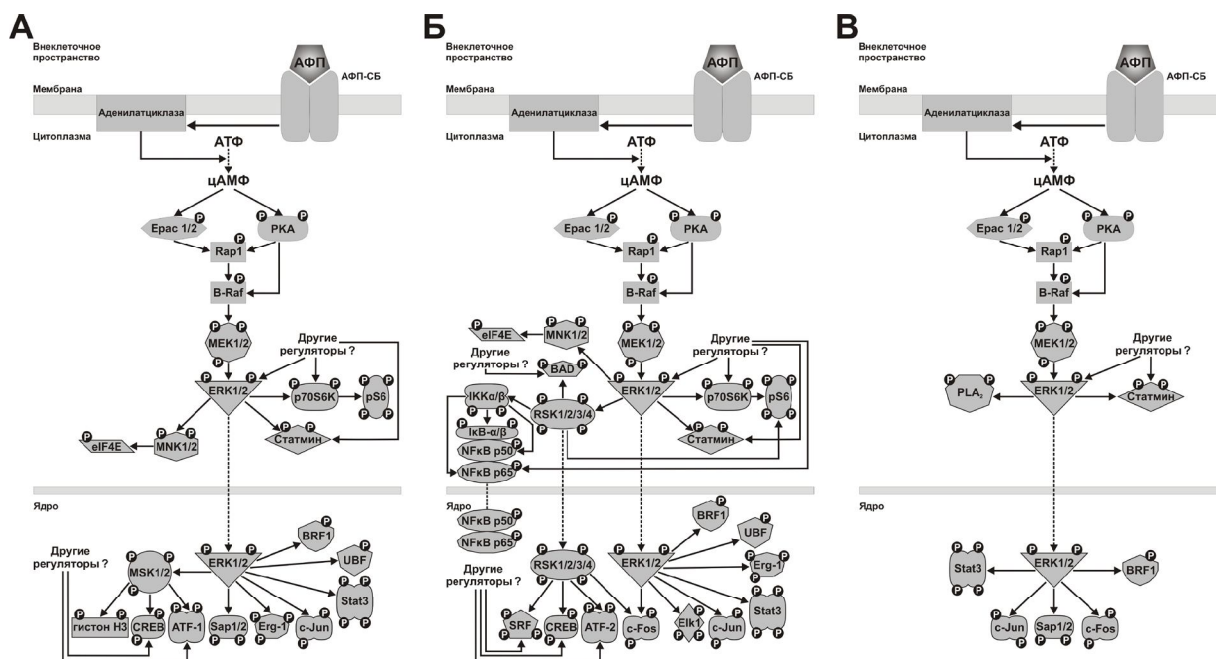 А
Внеклеточное
пространство
АФП
АФП-СБ
Мембрана
Аденилатциклаза
Цитоплазма
АТФ
цАМФ
P
P
P
Epac 1/2
PKA
P
Rap1
P
B-Raf
P
P
MEK1/2
P
Другие
регуляторы ?
P
P
ERK1/2
P
P
p70S6K
P
P
pS6
P
P
P
P
Статмин
P
eIF4E
P
P
MNK1/2
Ядро
P
P
ERK1/2
P
BRF1
P
UBF
P
P
Stat3
P
P
Другие
регуляторы ?
P
P
MSK1/2
P
P
гистон H3
P
CREB
P
P
ATF-1
P
P
Sap1/2
P
P
P
Erg-1
P
P
P
c-Jun
P
P
Б
Внеклеточное
пространство
АФП
АФП-СБ
Мембрана
Аденилатциклаза
Цитоплазма
АТФ
цАМФ
P
P
P
Epac 1/2
PKA
P
Rap1
P
B-Raf
P
P
MEK1/2
P
P
eIF4E
P
P
MNK1/2
Другие
регуляторы ?
Другие
регуляторы ?
P
P
BAD
P
P
ERK1/2
P
P
p70S6K
P
P
pS6
P
P
P
P
IKKα/β
P
P
RSK1/2/3/4
P
P
Статмин
P
P
IκB-α/β
P
NFκB p50
P
NFκB p65
Ядро
P
NFκB p50
P
NFκB p65
Другие
регуляторы ?
P
P
RSK1/2/3/4
P
P
ERK1/2
P
BRF1
P
UBF
P
Erg-1
P
P
P
Stat3
P
P
P
SRF
P
P
CREB
P
P
P
ATF-2
P
P
P
c-Fos
P
P
P
Elk1
P
P
P
c-Jun
P
P
В
Внеклеточное
пространство
АФП
АФП-СБ
Мембрана
Аденилатциклаза
Цитоплазма
АТФ
цАМФ
P
P
P
Epac 1/2
PKA
P
Rap1
P
B-Raf
P
P
MEK1/2
P
Другие
регуляторы ?
P
PLA₂
P
P
P
ERK1/2
P
P
Статмин
Ядро
P
P
Stat3
P
P
P
P
ERK1/2
P
BRF1
P
P
c-Jun
P
P
P
P
Sap1/2
P
P
P
P
c-Fos
P
P